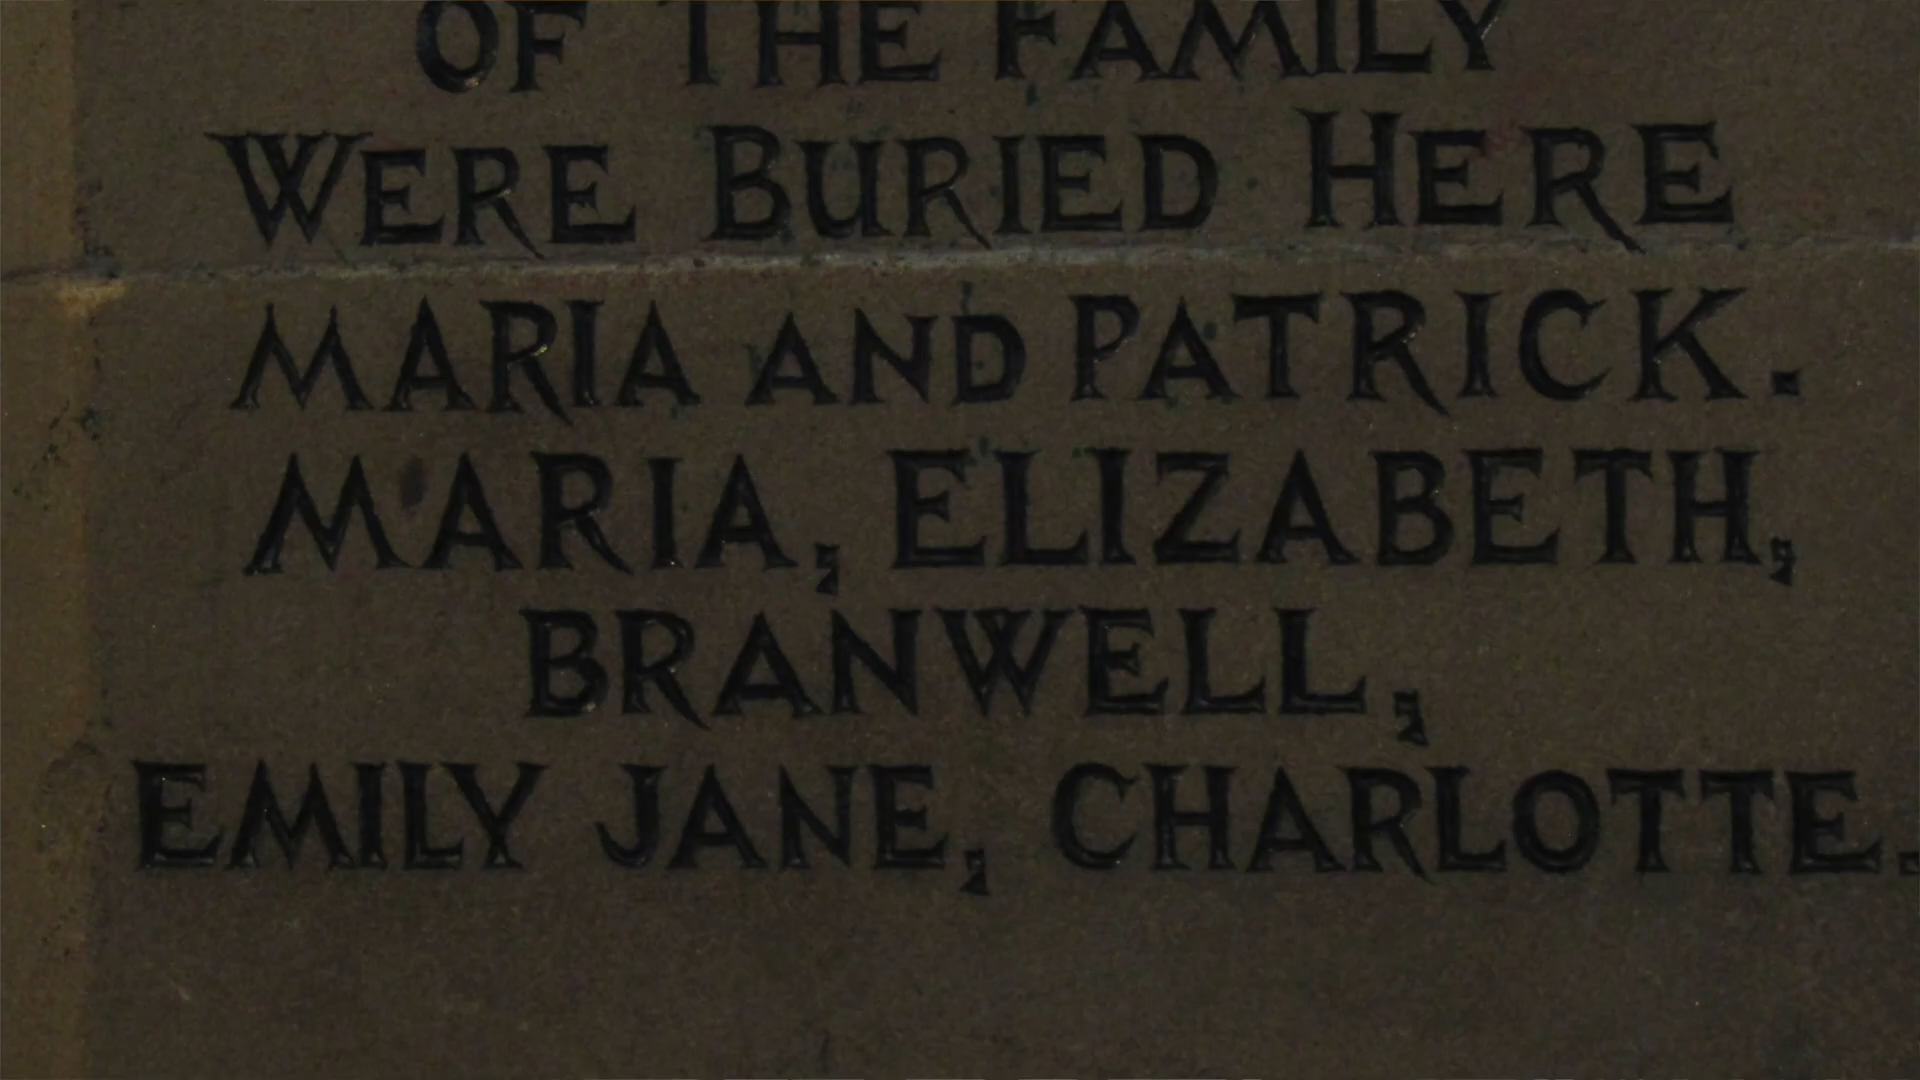 OF THE FAMILY
WERE BURIED HERE
MARIA AND PATRICK.
MARIA, ELIZABETH,
BRANWELL,
EMILY JANE, CHARLOTTE.